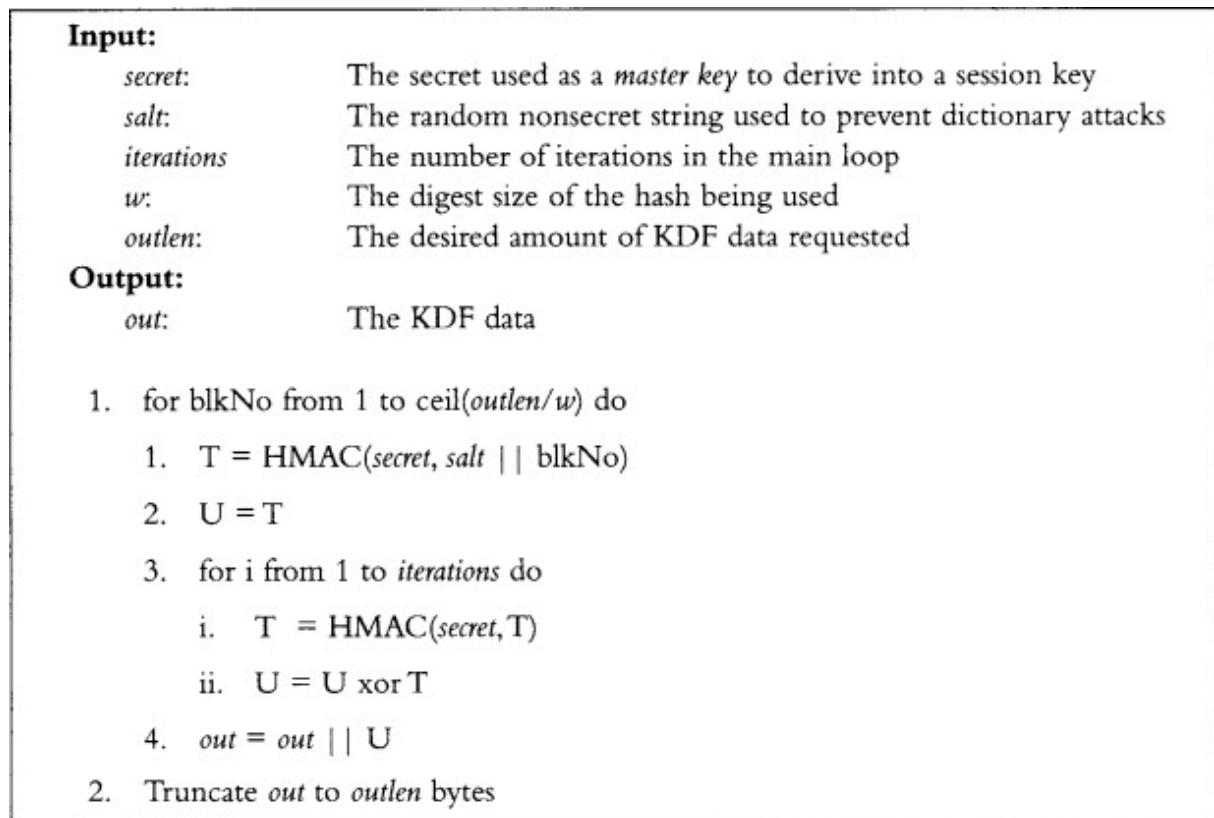 Input:
secret: The secret used as a master key to derive into a session key
salt: The random nonsecret string used to prevent dictionary attacks
iterations The number of iterations in the main loop
w: The digest size of the hash being used
outlen: The desired amount of KDF data requested
Output:
out: The KDF data
1. for blkNo from 1 to ceil(outlen/w) do
1. T = HMAC(secret, salt || blkNo)
2. U = T
3. for i from 1 to iterations do
i. T = HMAC(secret, T)
ii. U = U xor T
4. out = out || U
2. Truncate out to outlen bytes